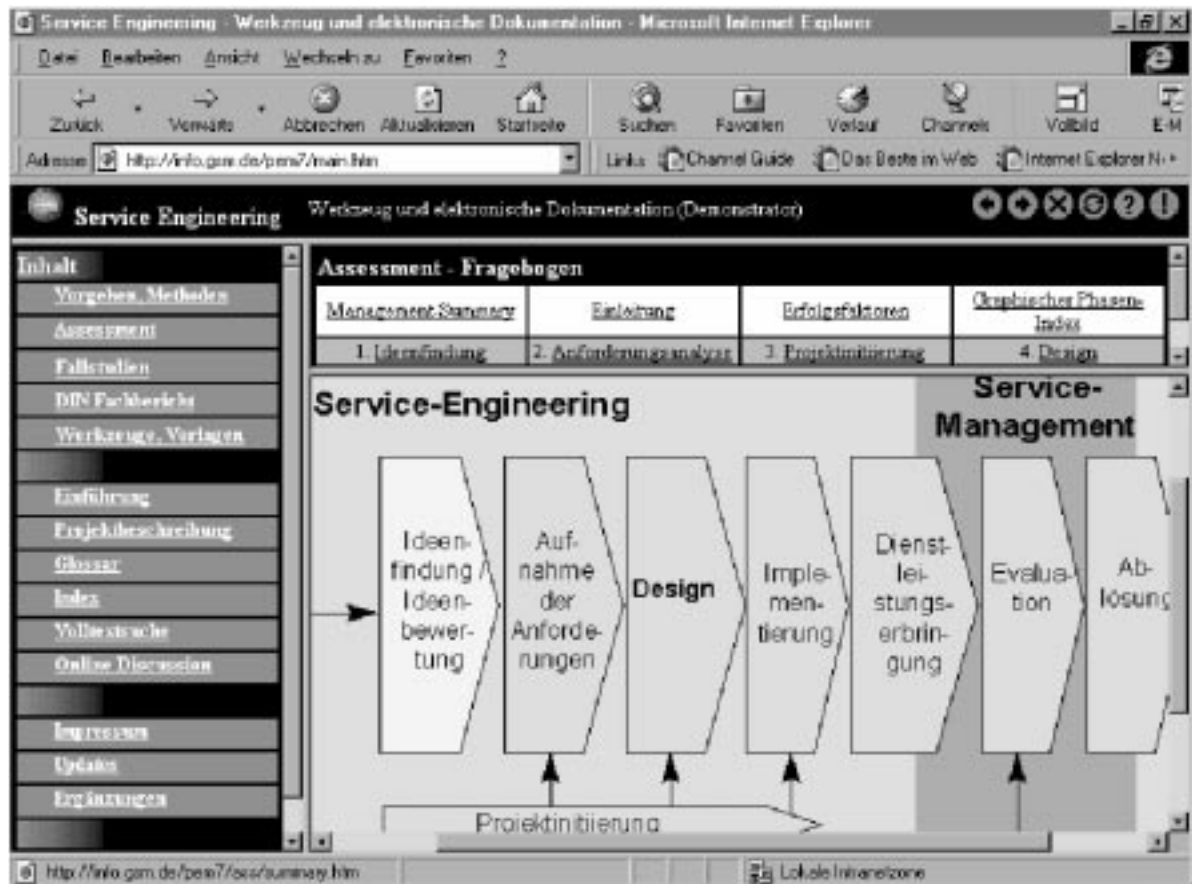 Service Engineering - Werkzeug und elektronische Dokumentation - Microsoft Internet Explorer
Datei Bearbeiten Ansicht Wechseln zu Favoriten ?
Zurück Vorwärts Abbrechen Aktualisieren Startseite Suchen Favoriten Verlauf Channels Vollbild E-M
Adresse http://info.gsm.de/pem7/main.htm Links Channel Guide Das Beste im Web Internet Explorer N
Service Engineering Werkzeug und elektronische Dokumentation (Demonstrator)
Inhalt
Vorgehen, Methoden
Assessment
Fallstudien
DIN Fachbericht
Werkzeuge, Vorlagen
Einführung
Projektbeschreibung
Glossar
Index
Volltextsuche
Online Discussion
Impressum
Updates
Ergänzungen
Assessment - Fragebogen
Management Summary Einleitung Erfolgsfaktoren Graphischer Phasen-
Index
1. Ideenfindung 2. Anforderungsanalyse 3. Projektinitiierung 4. Design
Service-Engineering
Service-
Management
Ideen-
findung /
Ideen-
bewer-
tung
Auf-
nahme
der
Anforde-
rungen
Design
Imple-
men-
tierung
Dienst-
lei-
stungs-
erbrin-
gung
Evalua-
tion
Ab-
lösung
Projektinitiierung
http://info.gsm.de/pem7/ass/summary.htm Lokale Intranetzone